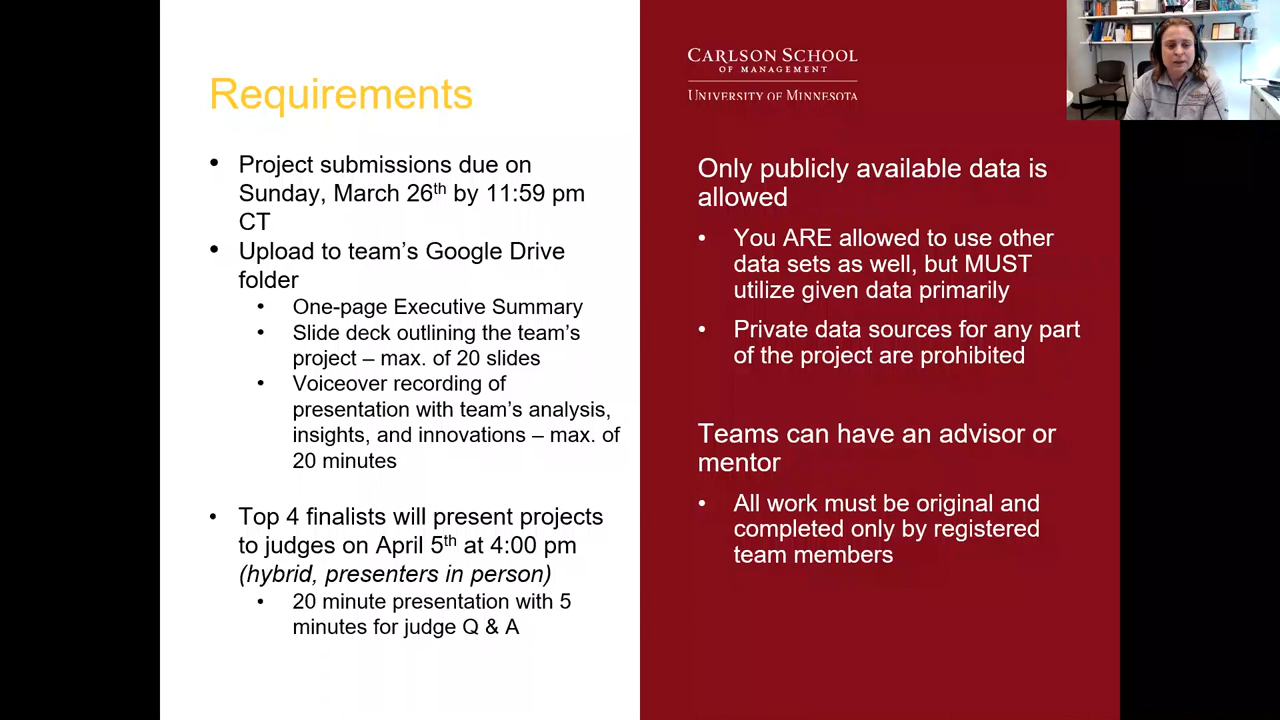 Requirements
• Project submissions due on
Sunday, March 26th by 11:59 pm
CT
• Upload to team’s Google Drive
folder
• One-page Executive Summary
• Slide deck outlining the team’s
project – max. of 20 slides
• Voiceover recording of
presentation with team’s analysis,
insights, and innovations – max. of
20 minutes
• Top 4 finalists will present projects
to judges on April 5th at 4:00 pm
(hybrid, presenters in person)
• 20 minute presentation with 5
minutes for judge Q & A
CARLSON SCHOOL
OF MANAGEMENT
UNIVERSITY OF MINNESOTA
Only publicly available data is
allowed
• You ARE allowed to use other
data sets as well, but MUST
utilize given data primarily
• Private data sources for any part
of the project are prohibited
Teams can have an advisor or
mentor
• All work must be original and
completed only by registered
team members